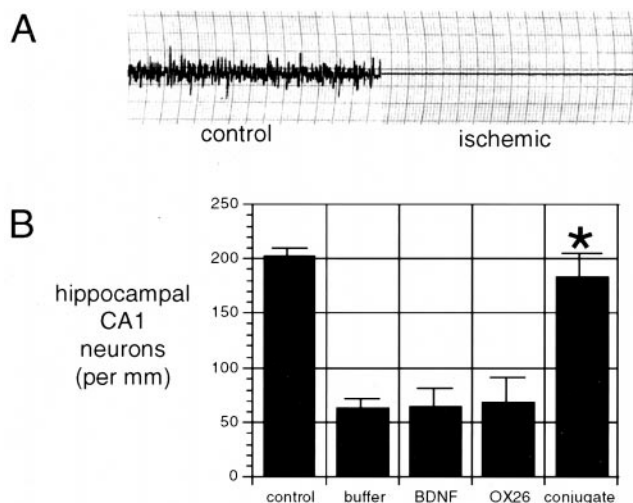 A
control ischemic
B
250
200
150
100
50
0
*
hippocampal
CA1
neurons
(per mm)
control buffer BDNF OX26 conjugate